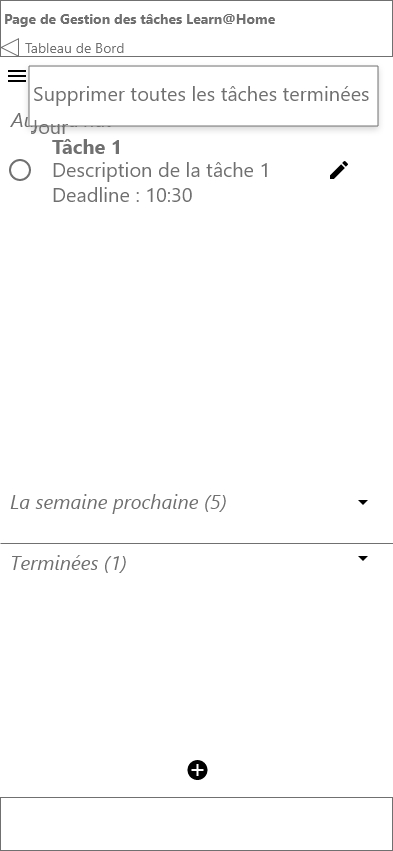 Page de Gestion des tâches Learn@Home
Tableau de Bord
Supprimer toutes les tâches terminées
Jour
Tâche 1
Description de la tâche 1
Deadline : 10:30
La semaine prochaine (5)
Terminées (1)